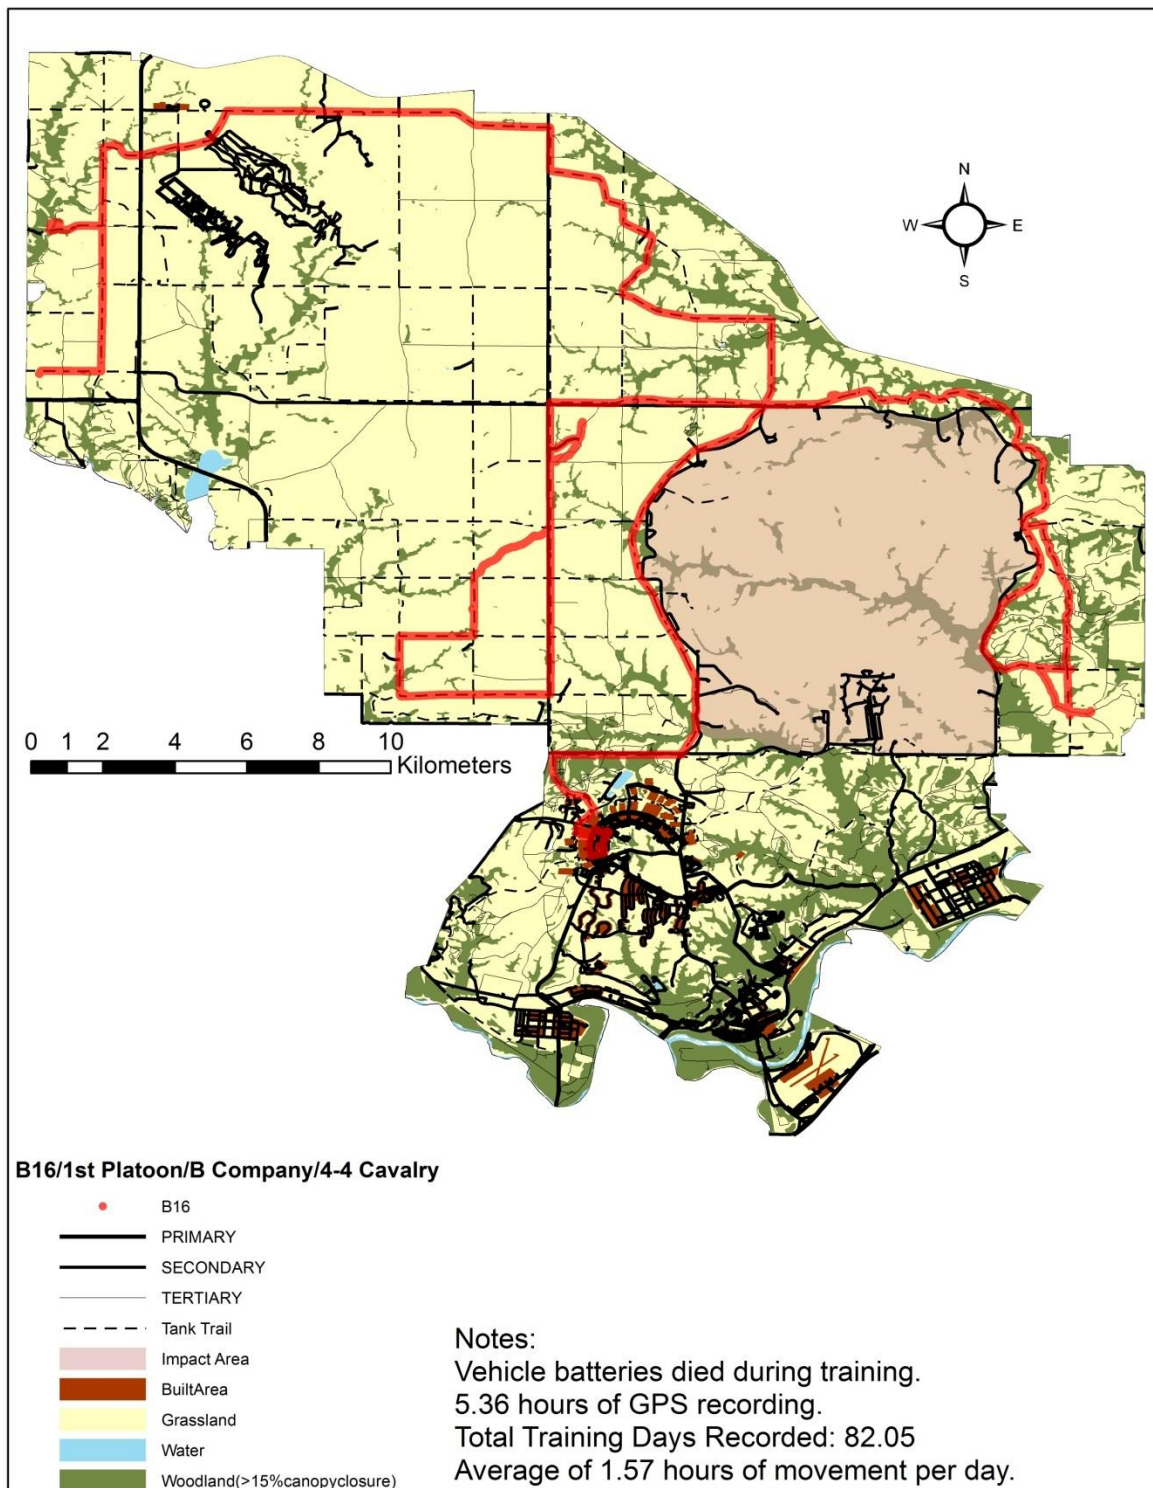 N
W E
S
0 1 2 4 6 8 10
Kilometers
B16/1st Platoon/B Company/4-4 Cavalry
B16
PRIMARY
SECONDARY
TERTIARY
Tank Trail
Impact Area
BuiltArea
Grassland
Water
Woodland(>15%canopyclosure)
Notes:
Vehicle batteries died during training.
5.36 hours of GPS recording.
Total Training Days Recorded: 82.05
Average of 1.57 hours of movement per day.